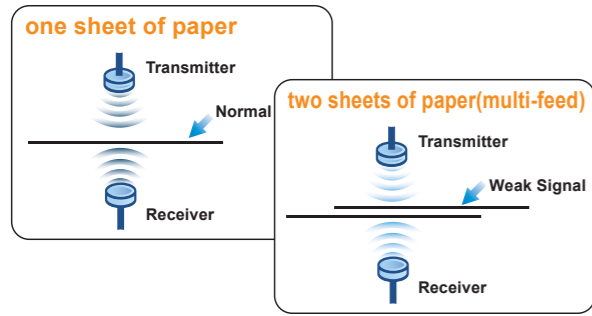 one sheet of paper
Transmitter
Normal
Receiver
two sheets of paper(multi-feed)
Transmitter
Weak Signal
Receiver